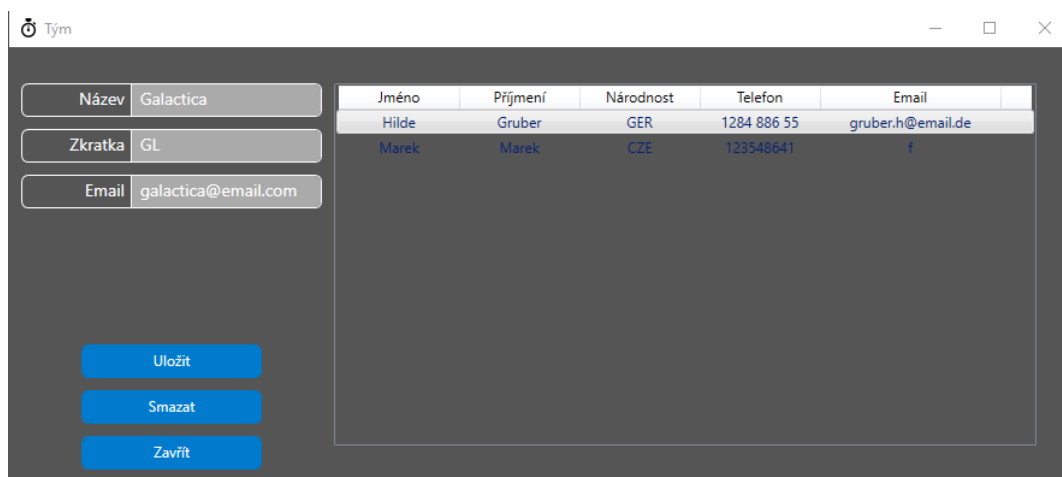 Tým
Název Galactica
Zkratka GL
Email galactica@email.com
Uložit
Smazat
Zavřít
Jméno Příjmení Národnost Telefon Email
Hilde Gruber GER 1284 886 55 gruber.h@email.de
Marek Marek CZE 123548641 f